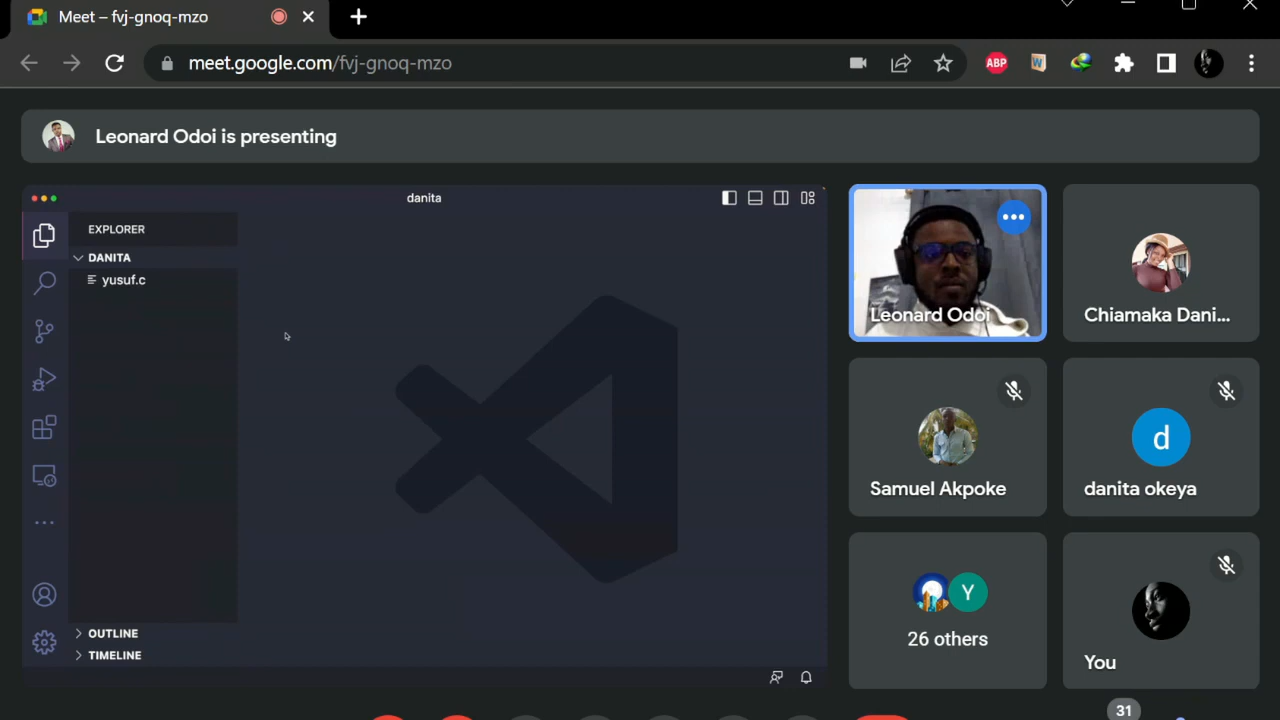 Meet – fvj-gnoq-mzo
meet.google.com/fvj-gnoq-mzo
ABP
W
Leonard Odoi is presenting
danita
EXPLORER
DANITA
yusuf.c
OUTLINE
TIMELINE
Leonard Odoi
Chiamaka Dani...
Samuel Akpoke
d
danita okeya
Y
26 others
You
31